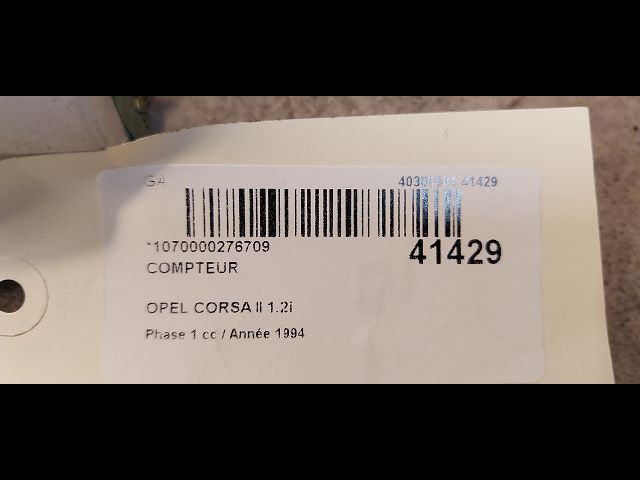 GA
41429
*1070000276709
41429
COMPTEUR
OPEL CORSA II 1.2i
Phase 1 cc / Année 1994